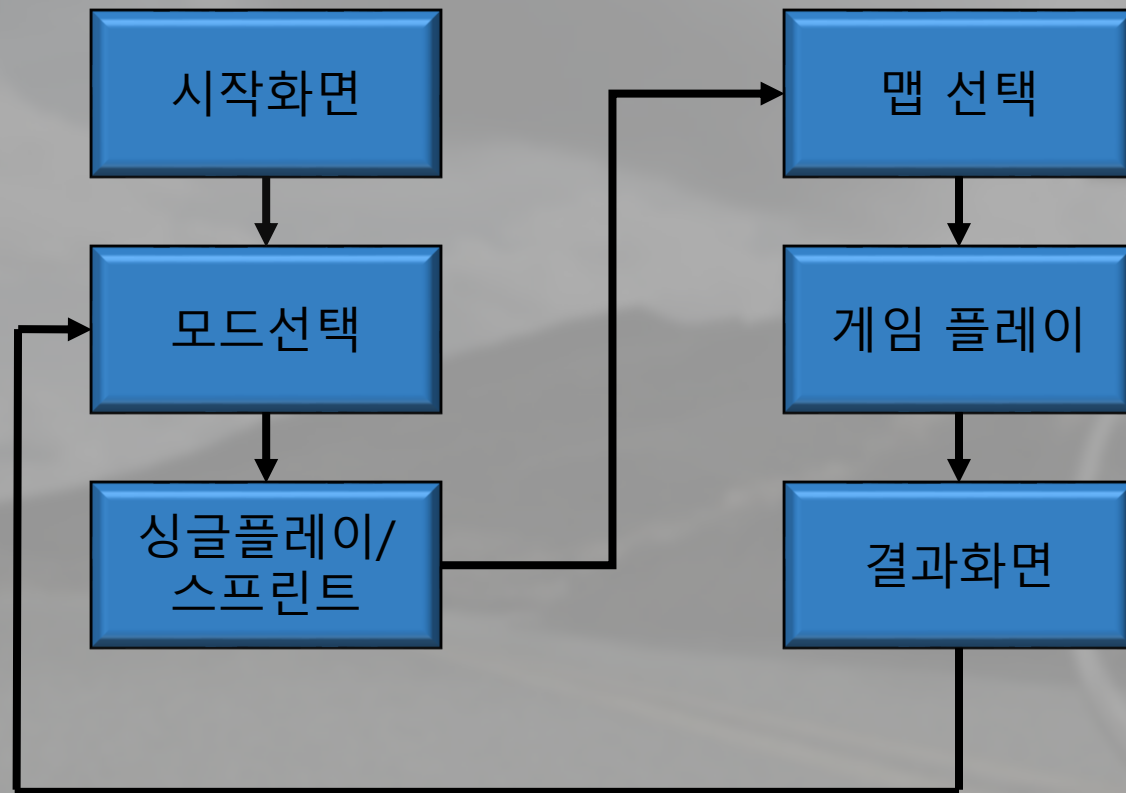 시작화면
모드선택
싱글플레이/
스프린트
맵 선택
게임 플레이
결과화면